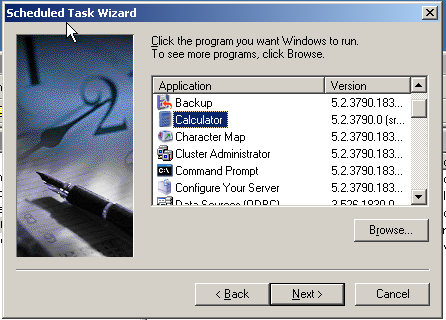 Scheduled Task Wizard
Click the program you want Windows to run.
To see more programs, click Browse.
Application Version
Backup 5.2.3790.183...
Calculator 5.2.3790.0 (sr...
Character Map 5.2.3790.183...
Cluster Administrator 5.2.3790.183...
Command Prompt 5.2.3790.183...
Configure Your Server 5.2.3790.183...
Data Sources (ODBC) 3.526.1830.0
Browse...
< Back Next > Cancel